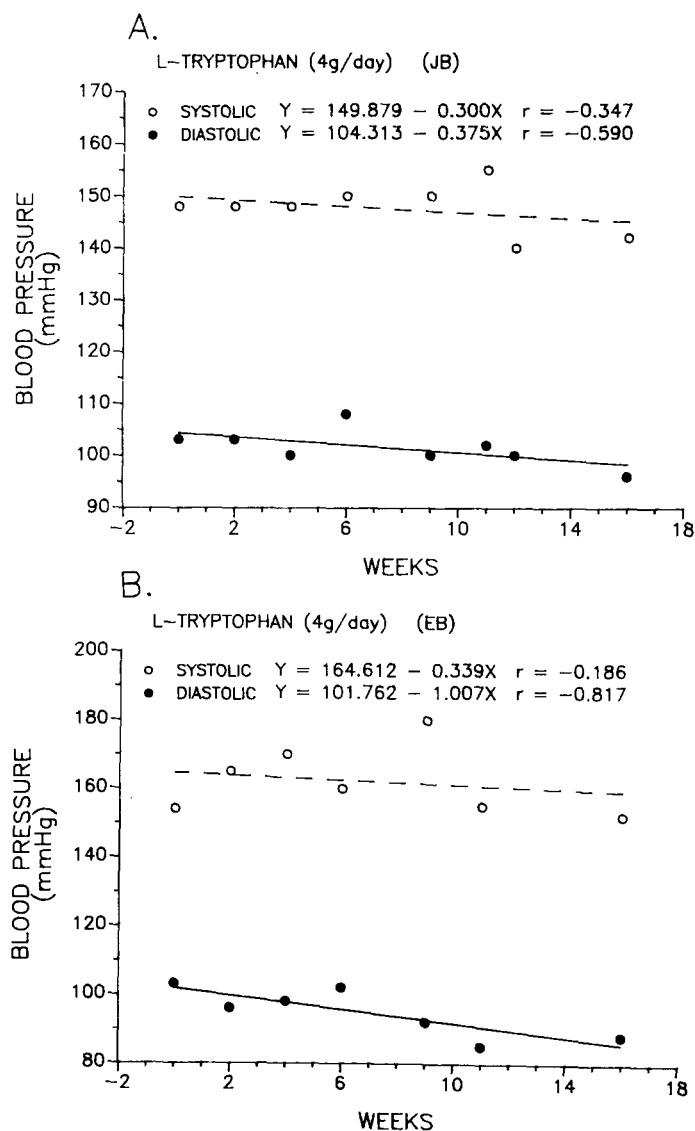 A.
L-TRYPTOPHAN (4g/day) (JB)
170
○ SYSTOLIC Y = 149.879 - 0.300X r = -0.347
160
● DIASTOLIC Y = 104.313 - 0.375X r = -0.590
150
140
130
120
110
100
90
BLOOD PRESSURE
(mmHg)
-2 2 6 10 14 18
WEEKS
B.
L-TRYPTOPHAN (4g/day) (EB)
200
○ SYSTOLIC Y = 164.612 - 0.339X r = -0.186
● DIASTOLIC Y = 101.762 - 1.007X r = -0.817
180
160
140
120
100
80
BLOOD PRESSURE
(mmHg)
-2 2 6 10 14 18
WEEKS